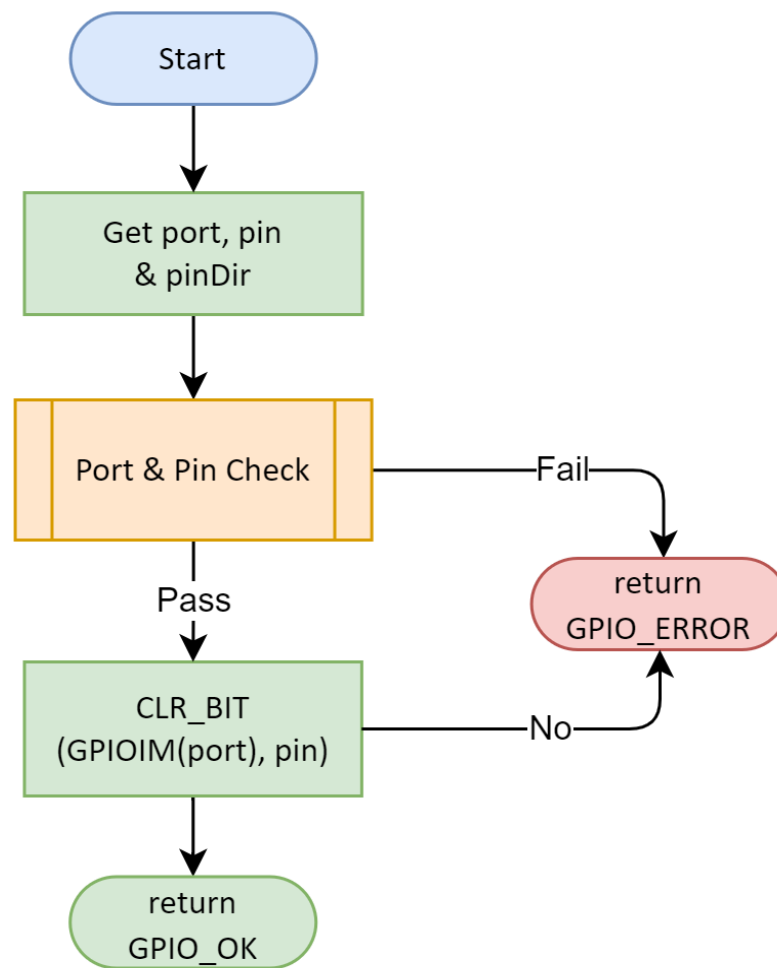 Start
Get port, pin
& pinDir
Port & Pin Check
Fail
Pass
return
GPIO_ERROR
CLR_BIT
(GPIOIM(port), pin)
No
return
GPIO_OK